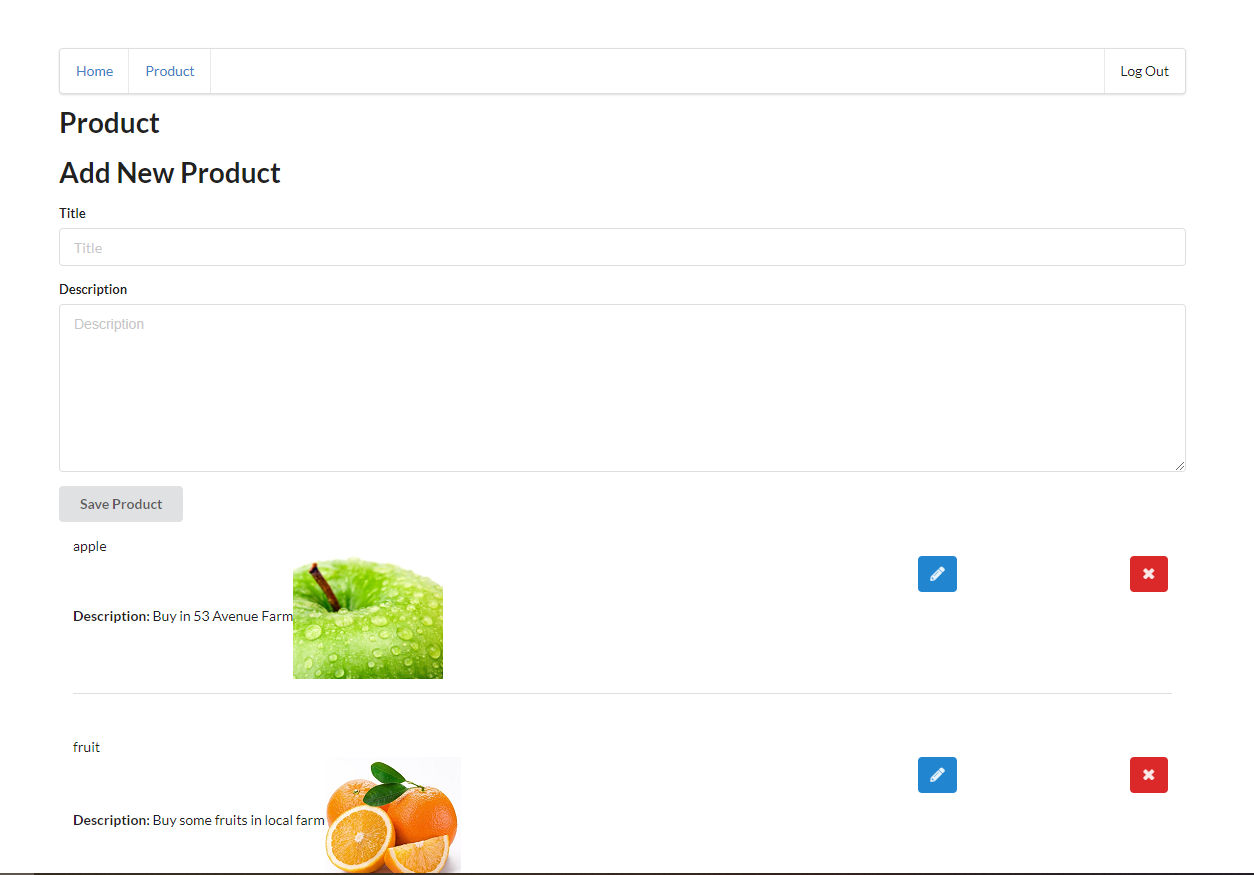 Home Product Log Out
Product
Add New Product
Title
Title
Description
Description
Save Product
apple
Description: Buy in 53 Avenue Farm
fruit
Description: Buy some fruits in local farm